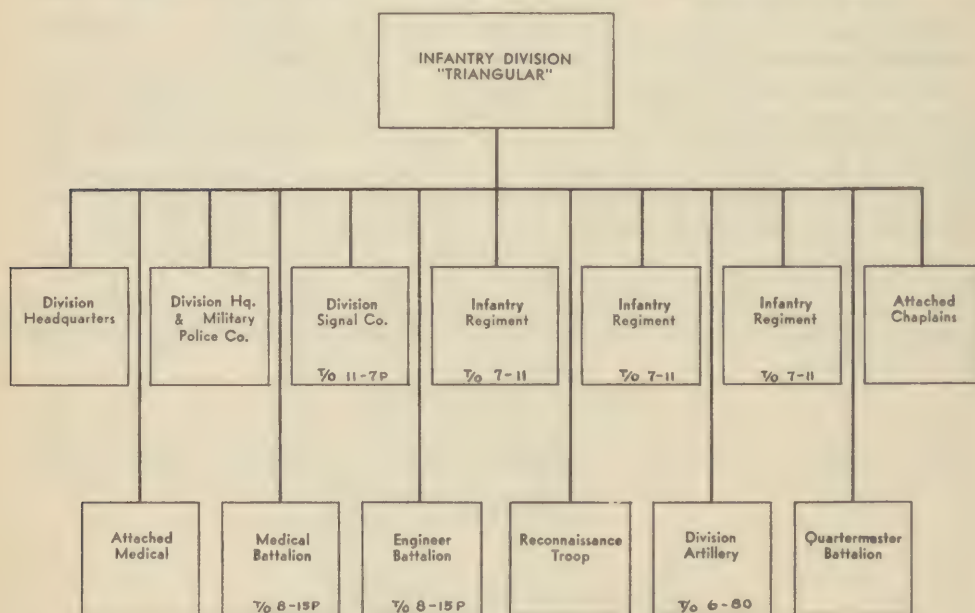 INFANTRY DIVISION
"TRIANGULAR"
Division
Headquarters
Division Hq.
& Military
Police Co.
Division
Signal Co.
T/O 11-7P
Infantry
Regiment
T/O 7-11
Infantry
Regiment
T/O 7-11
Infantry
Regiment
T/O 7-11
Attached
Chaplains
Attached
Medical
Medical
Battalion
T/O 8-15P
Engineer
Battalion
T/O 8-15P
Reconnaissance
Troop
Division
Artillery
T/O 6-80
Quartermaster
Battalion